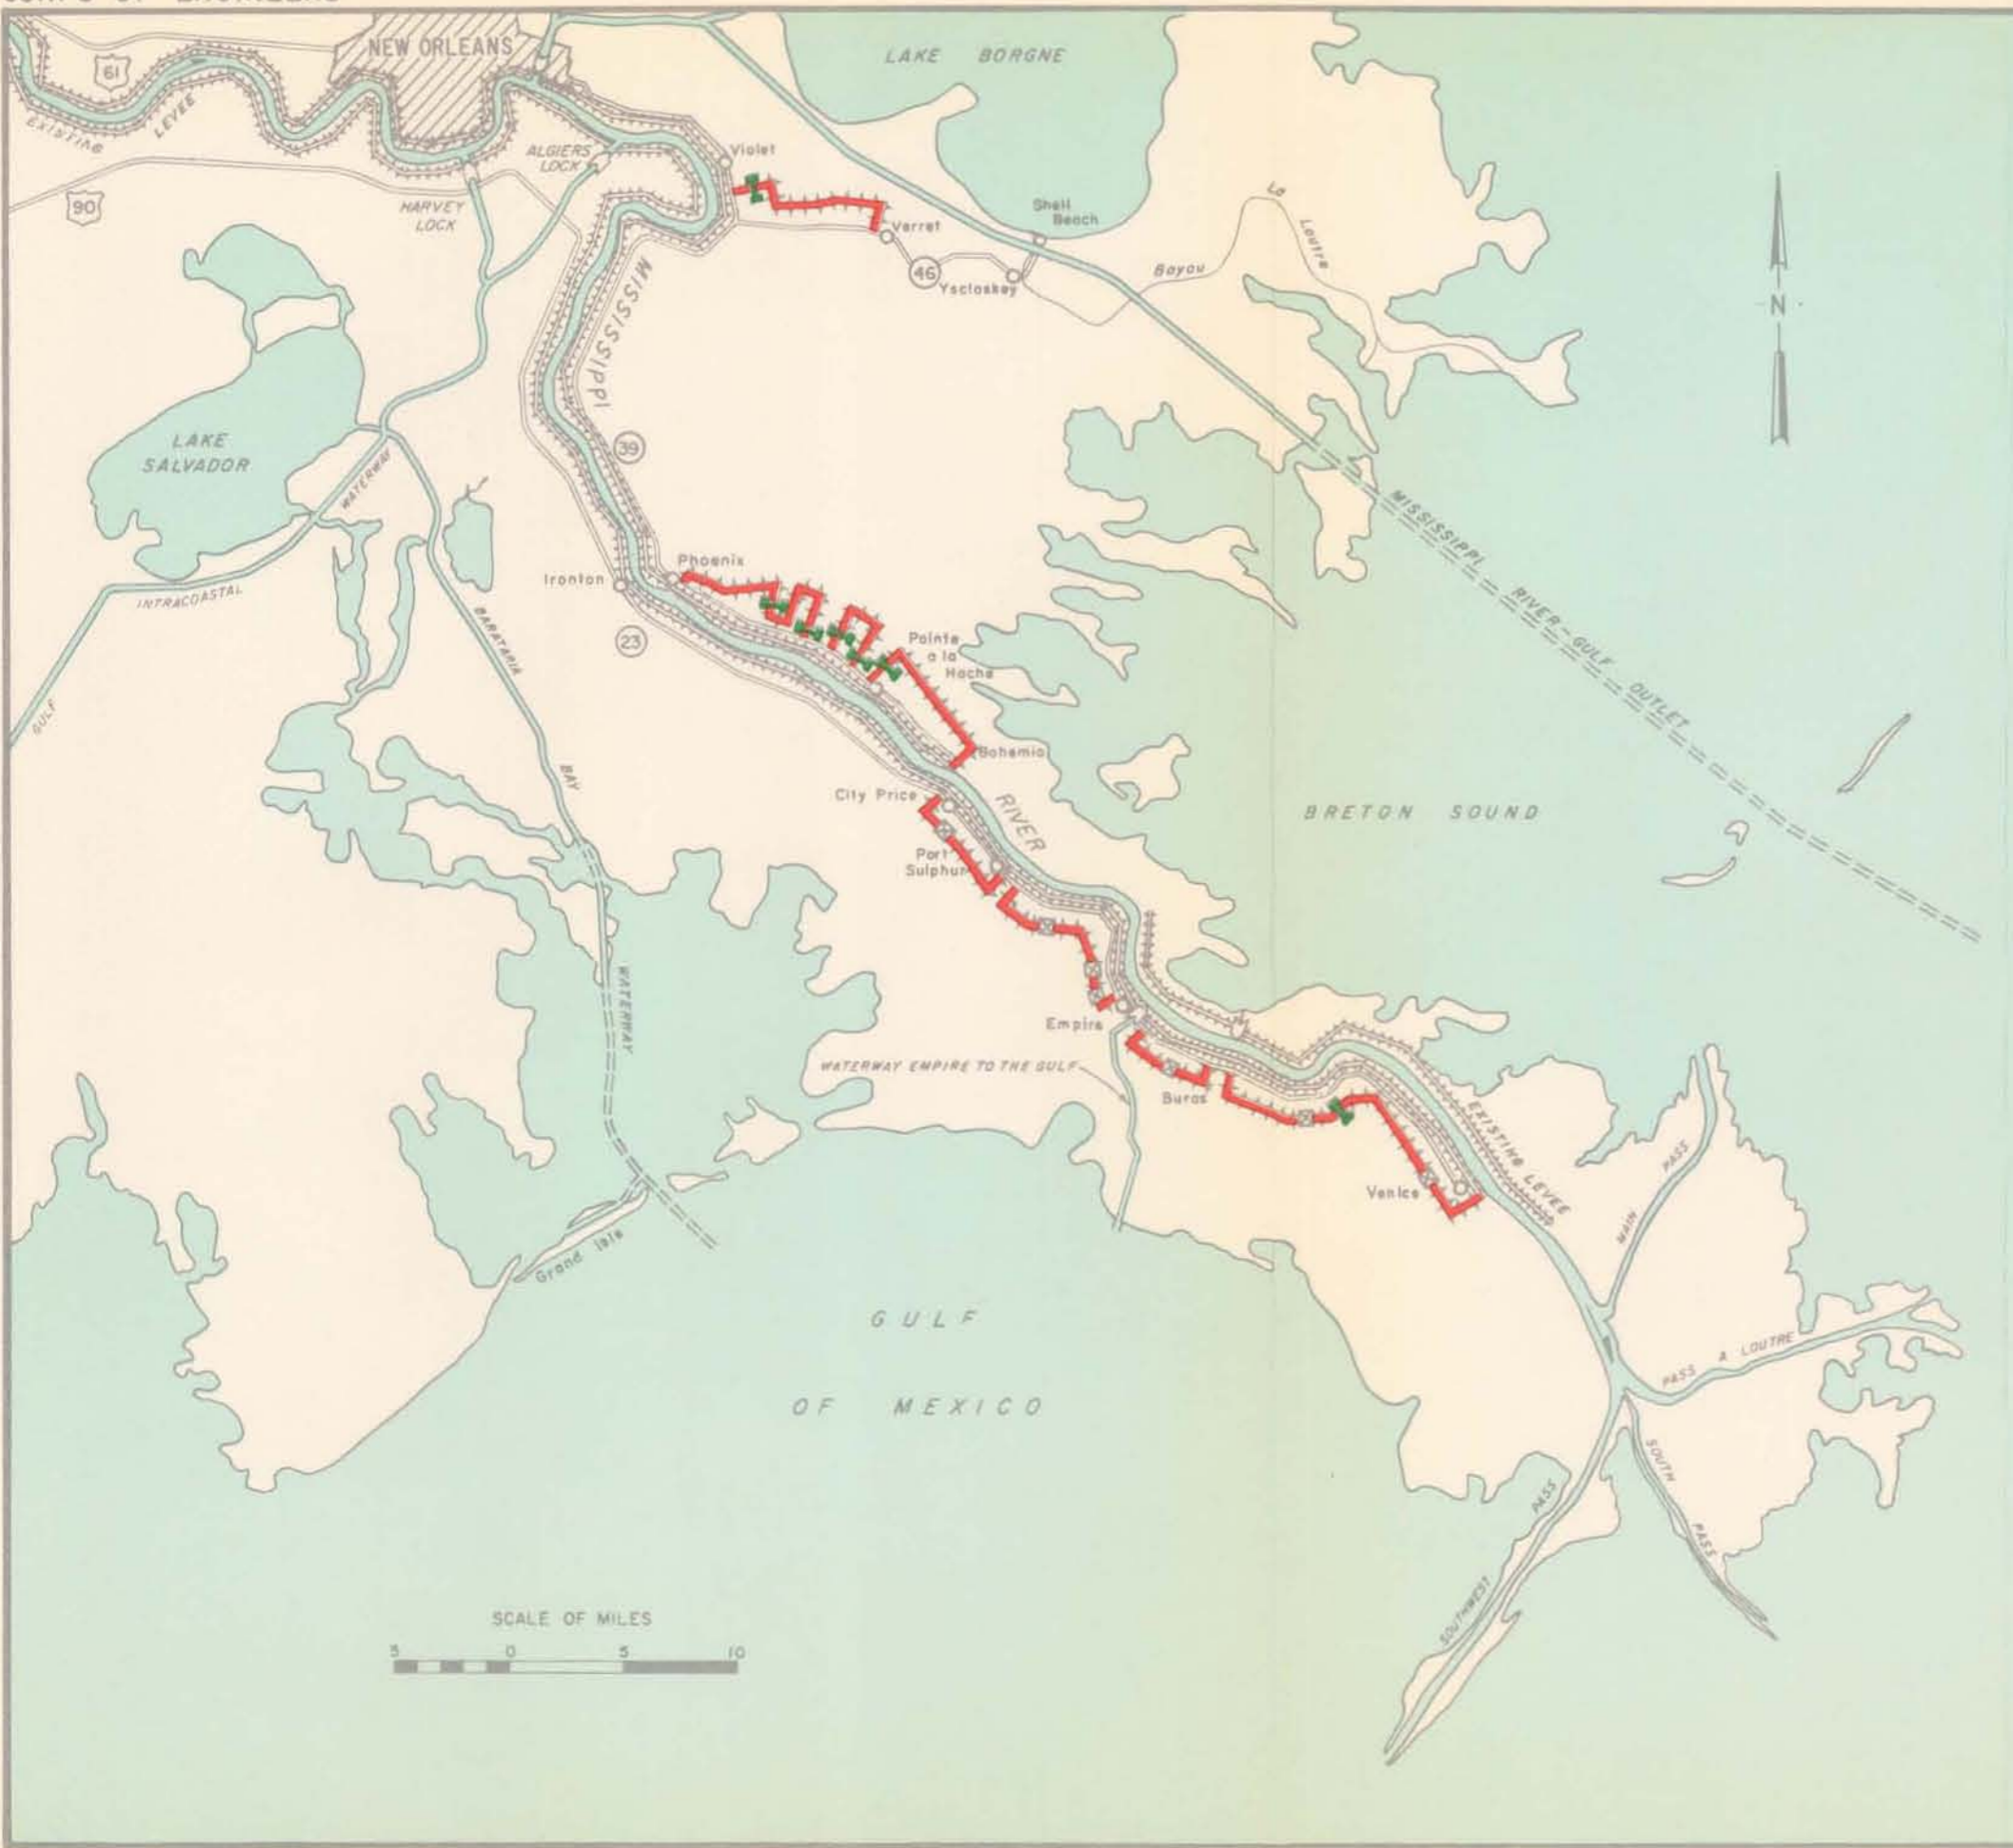 NEW ORLEANS
LAKE BORGNE
61
EXISTING LEVEE
ALGIERS
LOCK
Violet
90
HARVEY
LOCK
Verret
Shell
Beach
46
Yscloskey
Bayou La Loutre
N
MISSISSIPPI
39
LAKE
SALVADOR
WATERWAY
INTRACOASTAL
GULF
Ironton
Phoenix
23
BARATARIA
BAY
WATERWAY
Pointe
a la
Hache
Bohemia
MISSISSIPPI RIVER-GULF OUTLET
City Price
RIVER
BRETON SOUND
Port
Sulphur
Empire
WATERWAY EMPIRE TO THE GULF
Buras
EXISTING LEVEE
Venice
MAIN PASS
Grand Isle
GULF
OF MEXICO
PASS A LOUTRE
SOUTH PASS
SOUTHWEST PASS
SCALE OF MILES
5 0 5 10